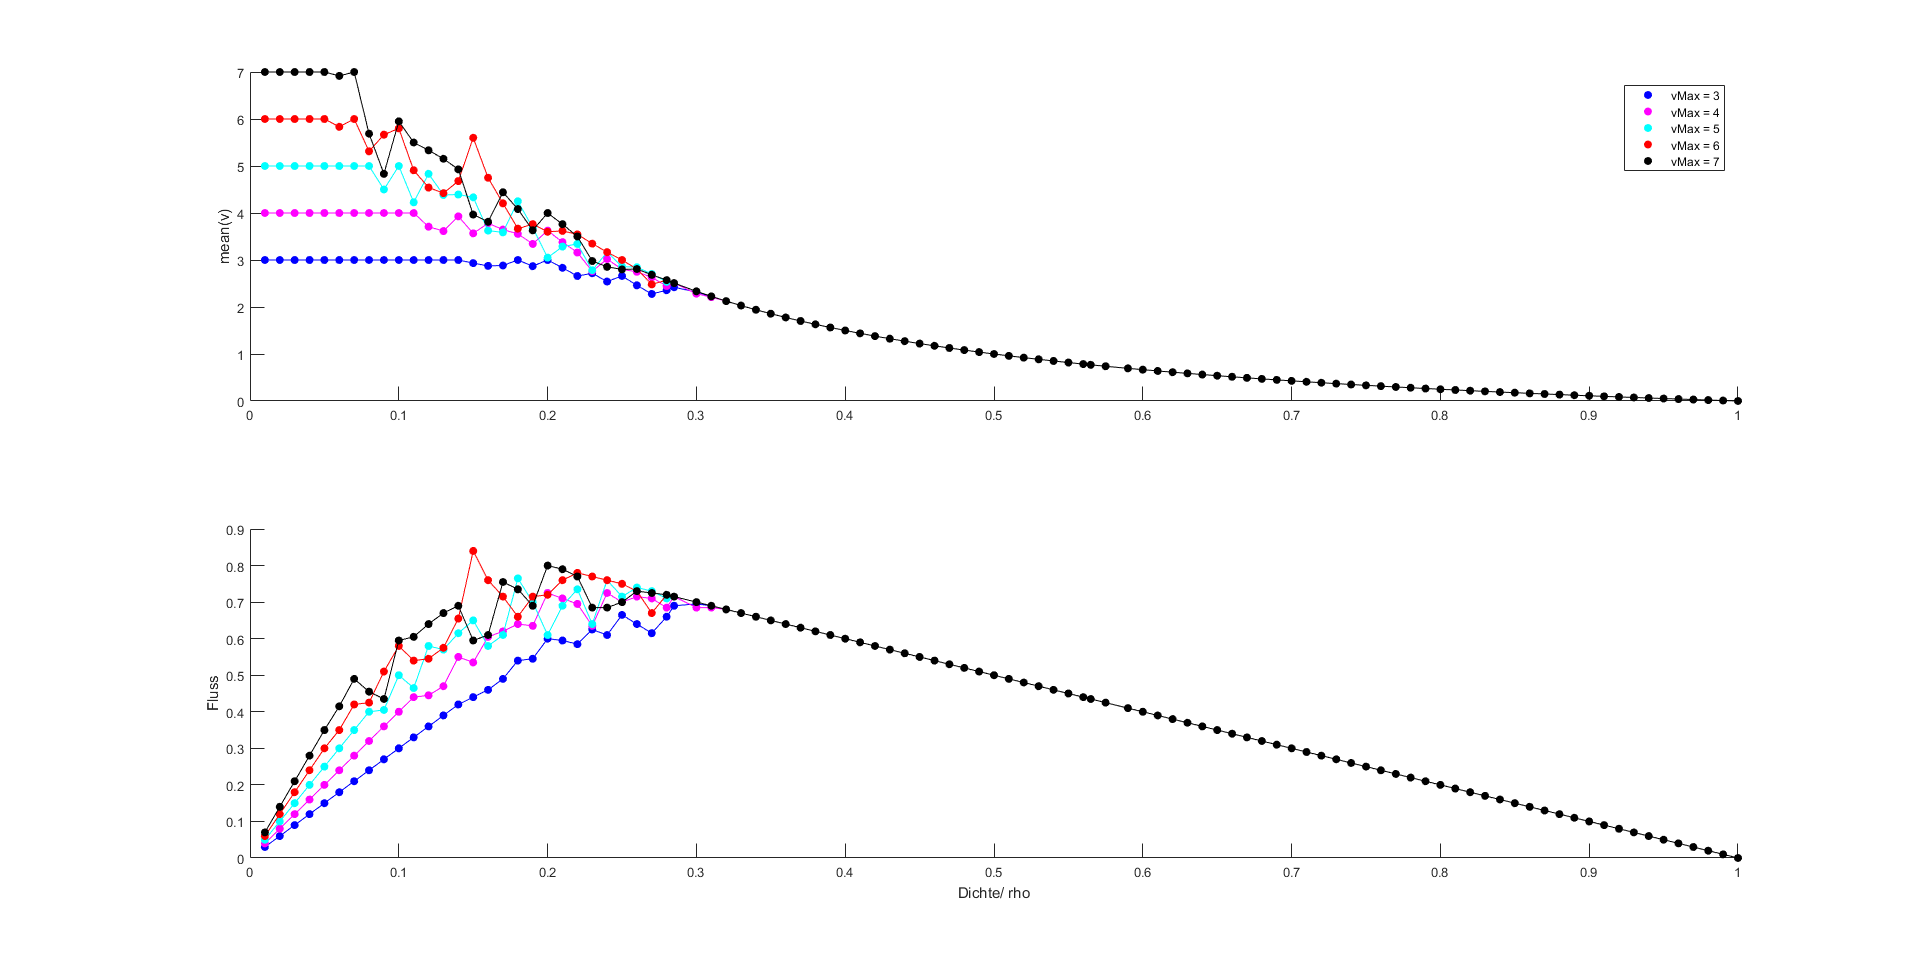 7
6
5
4
3
2
1
0
mean(v)
0 0.1 0.2 0.3 0.4 0.5 0.6 0.7 0.8 0.9 1
vMax = 3
vMax = 4
vMax = 5
vMax = 6
vMax = 7
0.9
0.8
0.7
0.6
0.5
0.4
0.3
0.2
0.1
0
Fluss
0 0.1 0.2 0.3 0.4 0.5 0.6 0.7 0.8 0.9 1
Dichte/ rho